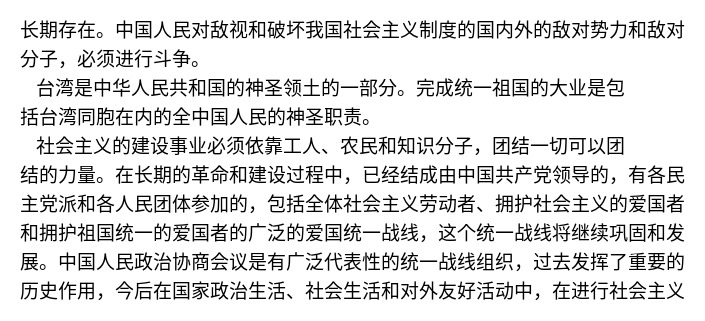 长期存在。中国人民对敌视和破坏我国社会主义制度的国内外的敌对势力和敌对
分子，必须进行斗争。
台湾是中华人民共和国的神圣领土的一部分。完成统一祖国的大业是包
括台湾同胞在内的全中国人民的神圣职责。
社会主义的建设事业必须依靠工人、农民和知识分子，团结一切可以团
结的力量。在长期的革命和建设过程中，已经结成由中国共产党领导的，有各民
主党派和各人民团体参加的，包括全体社会主义劳动者、拥护社会主义的爱国者
和拥护祖国统一的爱国者的广泛的爱国统一战线，这个统一战线将继续巩固和发
展。中国人民政治协商会议是有广泛代表性的统一战线组织，过去发挥了重要的
历史作用，今后在国家政治生活、社会生活和对外友好活动中，在进行社会主义